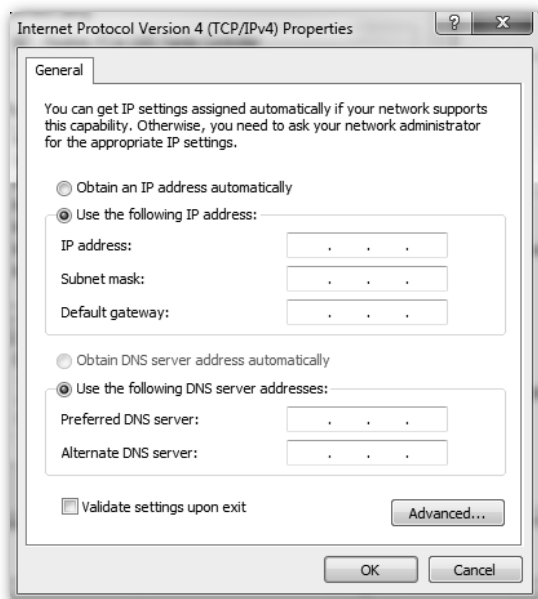 Internet Protocol Version 4 (TCP/IPv4) Properties
?
X
General
You can get IP settings assigned automatically if your network supports
this capability. Otherwise, you need to ask your network administrator
for the appropriate IP settings.
Obtain an IP address automatically
Use the following IP address:
IP address: . . .
Subnet mask: . . .
Default gateway: . . .
Obtain DNS server address automatically
Use the following DNS server addresses:
Preferred DNS server: . . .
Alternate DNS server: . . .
Validate settings upon exit
Advanced...
OK Cancel